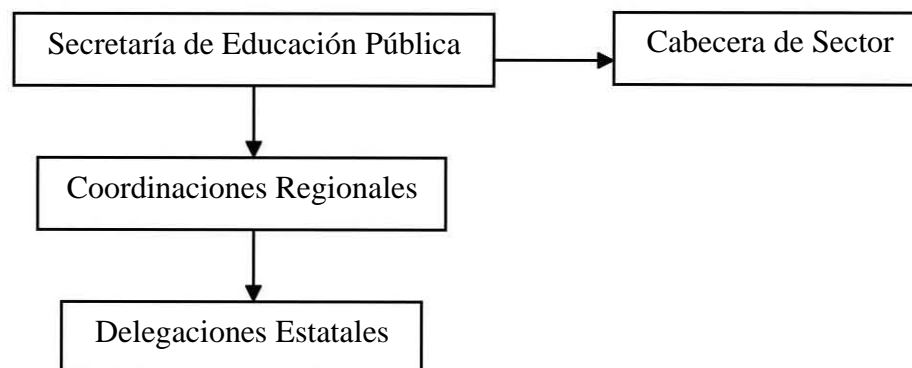 Secretaría de Educación Pública
Cabecera de Sector
Coordinaciones Regionales
Delegaciones Estatales